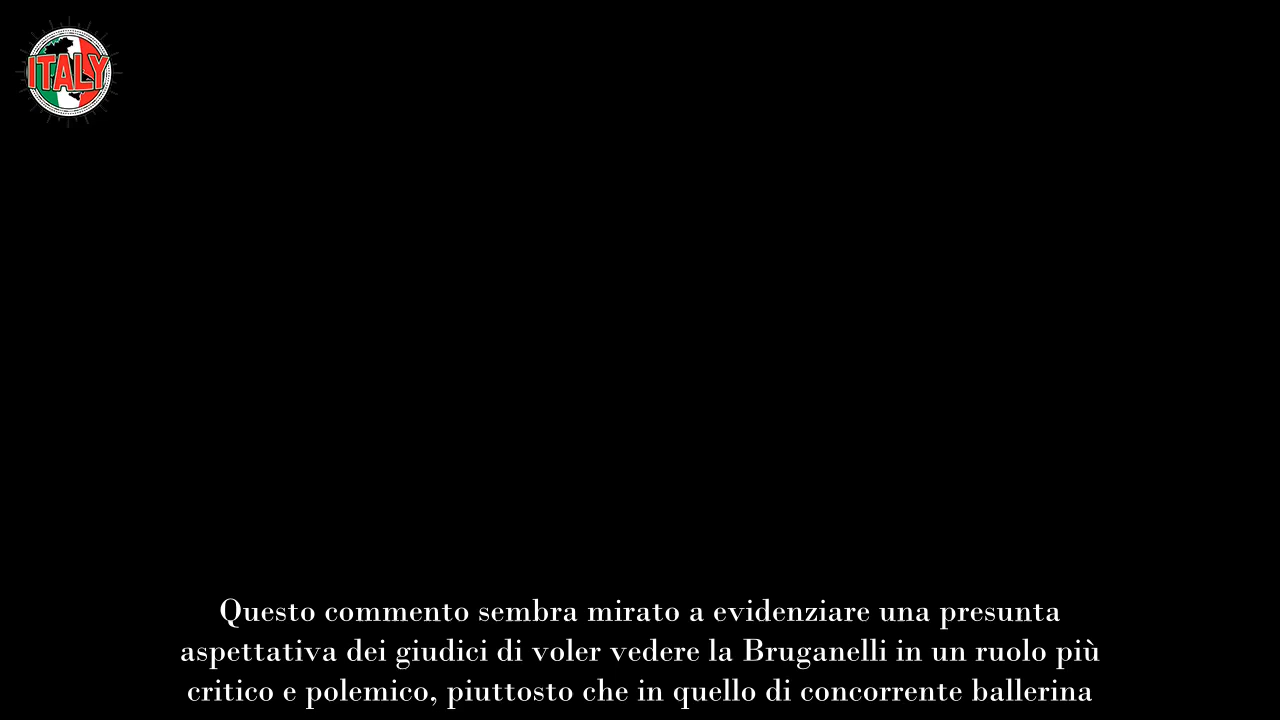 ITALY
Questo commento sembra mirato a evidenziare una presunta
aspettativa dei giudici di voler vedere la Bruganelli in un ruolo più
critico e polemico, piuttosto che in quello di concorrente ballerina